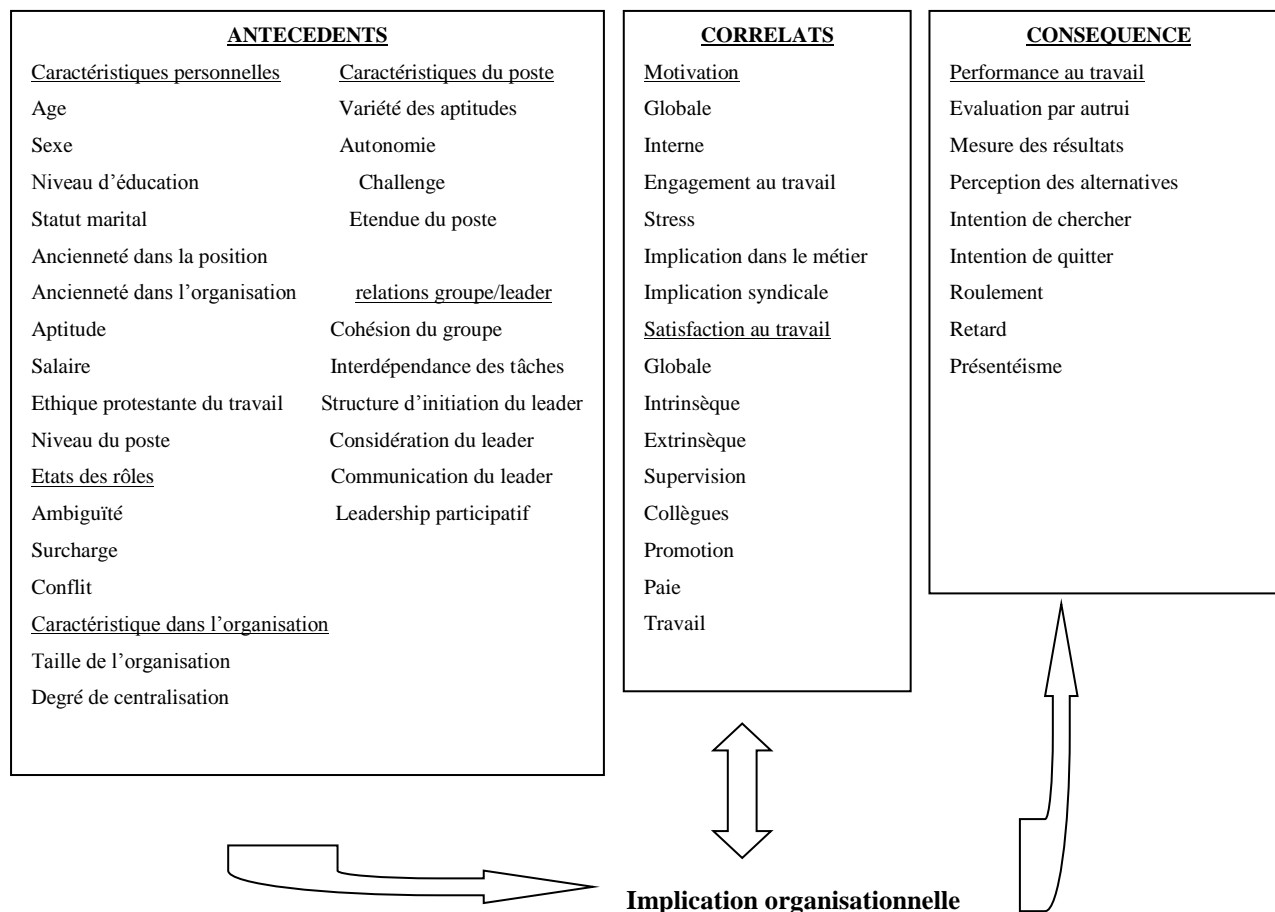 ANTECEDENTS
Caractéristiques personnelles
Age
Sexe
Niveau d’éducation
Statut marital
Ancienneté dans la position
Ancienneté dans l’organisation
Aptitude
Salaire
Ethique protestante du travail
Niveau du poste
Etats des rôles
Ambiguïté
Surcharge
Conflit
Caractéristique dans l’organisation
Taille de l’organisation
Degré de centralisation
Caractéristiques du poste
Variété des aptitudes
Autonomie
Challenge
Etendue du poste
relations groupe/leader
Cohésion du groupe
Interdépendance des tâches
Structure d’initiation du leader
Considération du leader
Communication du leader
Leadership participatif
CORRELATS
Motivation
Globale
Interne
Engagement au travail
Stress
Implication dans le métier
Implication syndicale
Satisfaction au travail
Globale
Intrinsèque
Extrinsèque
Supervision
Collègues
Promotion
Paie
Travail
CONSEQUENCE
Performance au travail
Evaluation par autrui
Mesure des résultats
Perception des alternatives
Intention de chercher
Intention de quitter
Roulement
Retard
Présentéisme
Implication organisationnelle